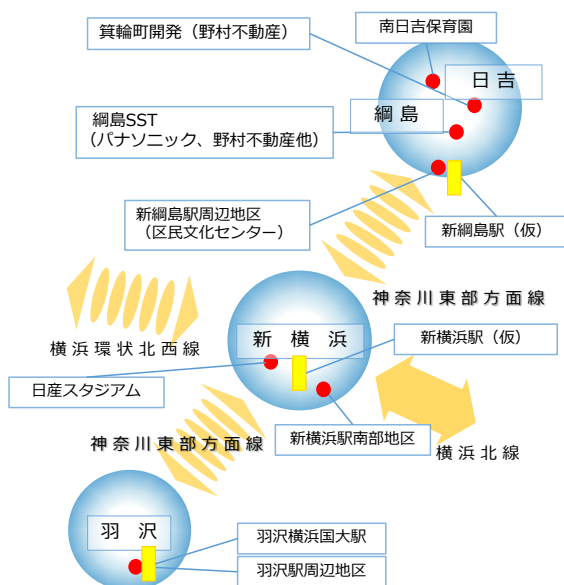 南日吉保育園
箕輪町開発（野村不動産）
日 吉
綱 島
綱島SST
（パナソニック、野村不動産他）
新綱島駅周辺地区
（区民文化センター）
新綱島駅（仮）
神奈川東部方面線
横浜環状北西線
新 横 浜
新横浜駅（仮）
日産スタジアム
新横浜駅南部地区
横浜北線
神奈川東部方面線
羽 沢
羽沢横浜国大駅
羽沢駅周辺地区